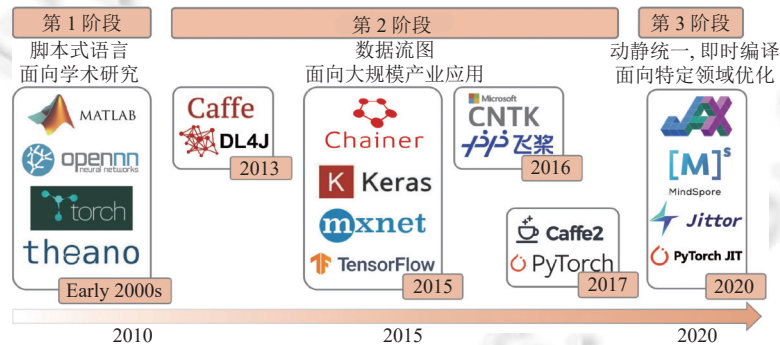 第 1 阶段
脚本式语言
面向学术研究
MATLAB
opennn
neural networks
torch
theano
Early 2000s
第 2 阶段
数据流图
面向大规模产业应用
Caffe
DL4J
2013
Chainer
K Keras
mxnet
TensorFlow
2015
Microsoft
CNTK
飞桨
2016
Caffe2
PyTorch
2017
第 3 阶段
动静统一, 即时编译
面向特定领域优化
JAX
[M]s
MindSpore
Jittor
PyTorch JIT
2020
2010
2015
2020